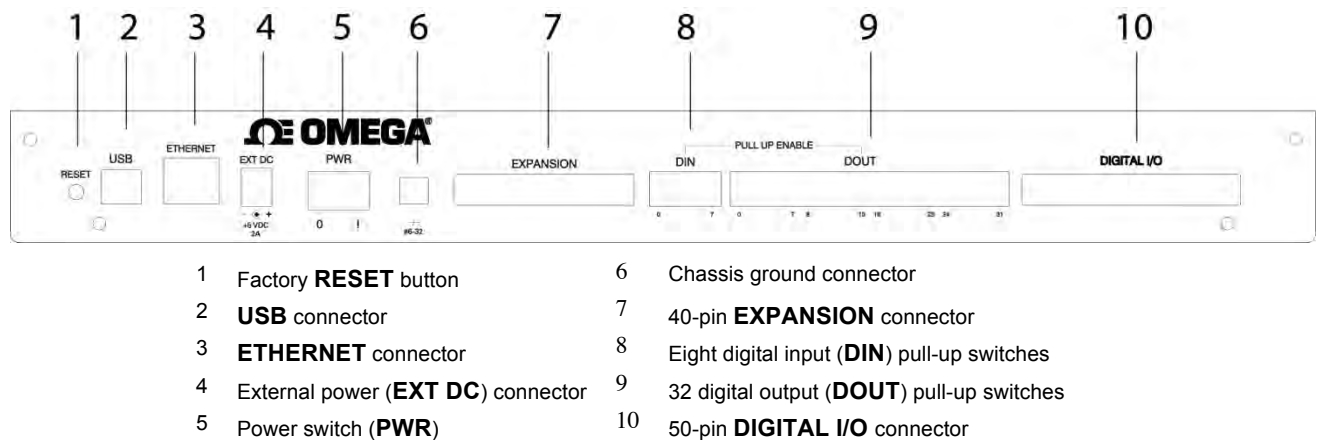 1 2 3 4 5 6 7 8 9 10
OMEGA®
RESET
USB
ETHERNET
EXT DC
- +
+5 VDC
2A
PWR
0 |
#6-32
EXPANSION
PULL UP ENABLE
DIN
0 7
DOUT
0 7 8 15 16 23 24 31
DIGITAL I/O
1 Factory RESET button
2 USB connector
3 ETHERNET connector
4 External power (EXT DC) connector
5 Power switch (PWR)
6 Chassis ground connector
7 40-pin EXPANSION connector
8 Eight digital input (DIN) pull-up switches
9 32 digital output (DOUT) pull-up switches
10 50-pin DIGITAL I/O connector